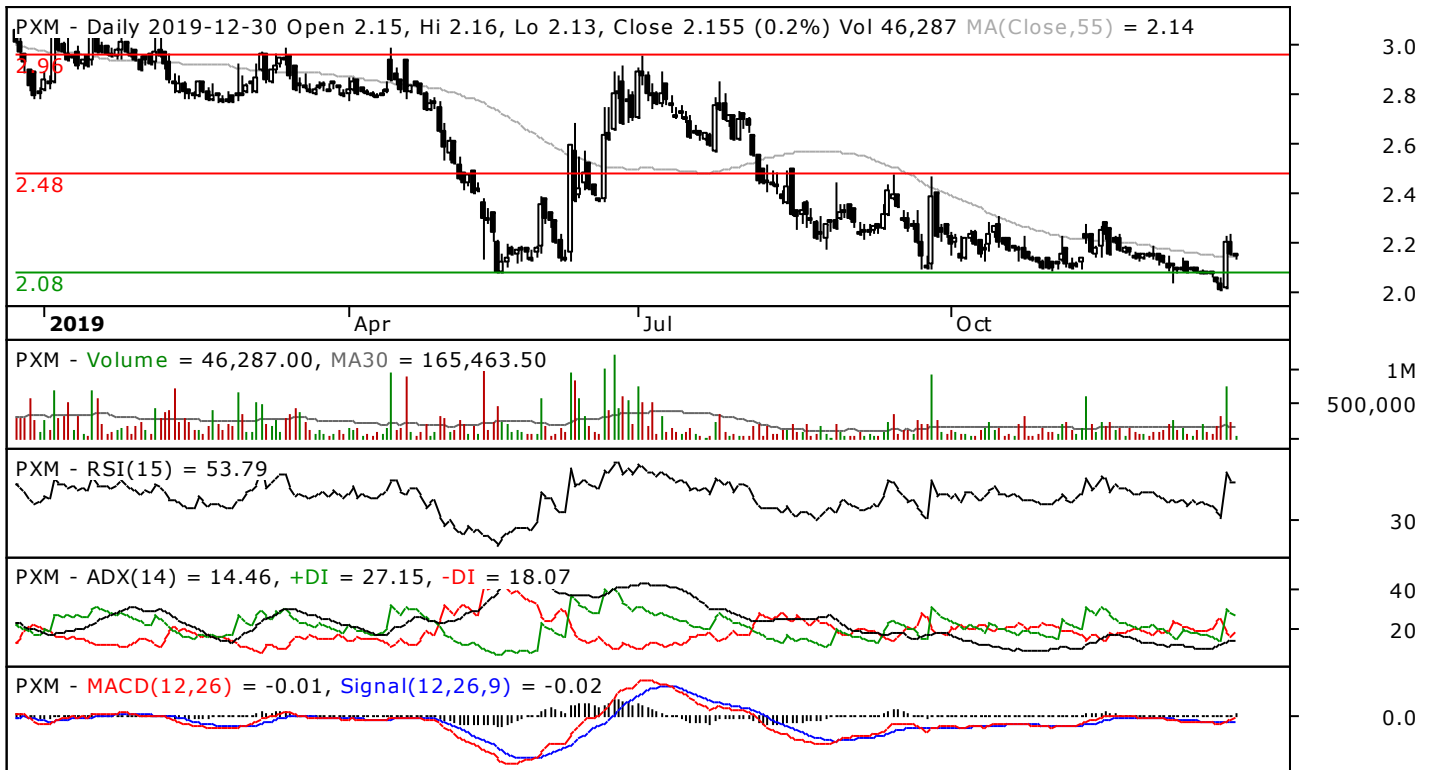 PXM - Daily 2019-12-30 Open 2.15, Hi 2.16, Lo 2.13, Close 2.155 (0.2%) Vol 46,287 MA(Close,55) = 2.14
3.0
2.96
2.8
2.6
2.48
2.4
2.2
2.08
2.0
2019 Apr Jul Oct
PXM - Volume = 46,287.00, MA30 = 165,463.50
1M
500,000
PXM - RSI(15) = 53.79
30
PXM - ADX(14) = 14.46, +DI = 27.15, -DI = 18.07
40
20
PXM - MACD(12,26) = -0.01, Signal(12,26,9) = -0.02
0.0